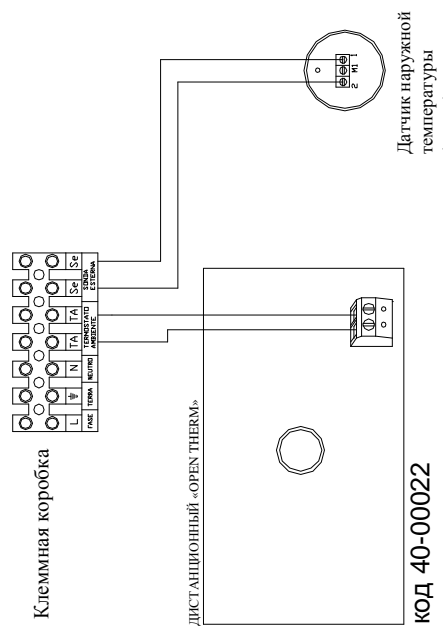 Клеммная коробка
L
N
TA
TA
Se
Se
FASE
TERRA
NEUTRO
TERMOSTATO
AMBIENTE
SONDA
ESTERNA
ДИСТАНЦИОННЫЙ «OPEN THERM»
код 40-00022
2
M1
1
Датчик наружной
температуры